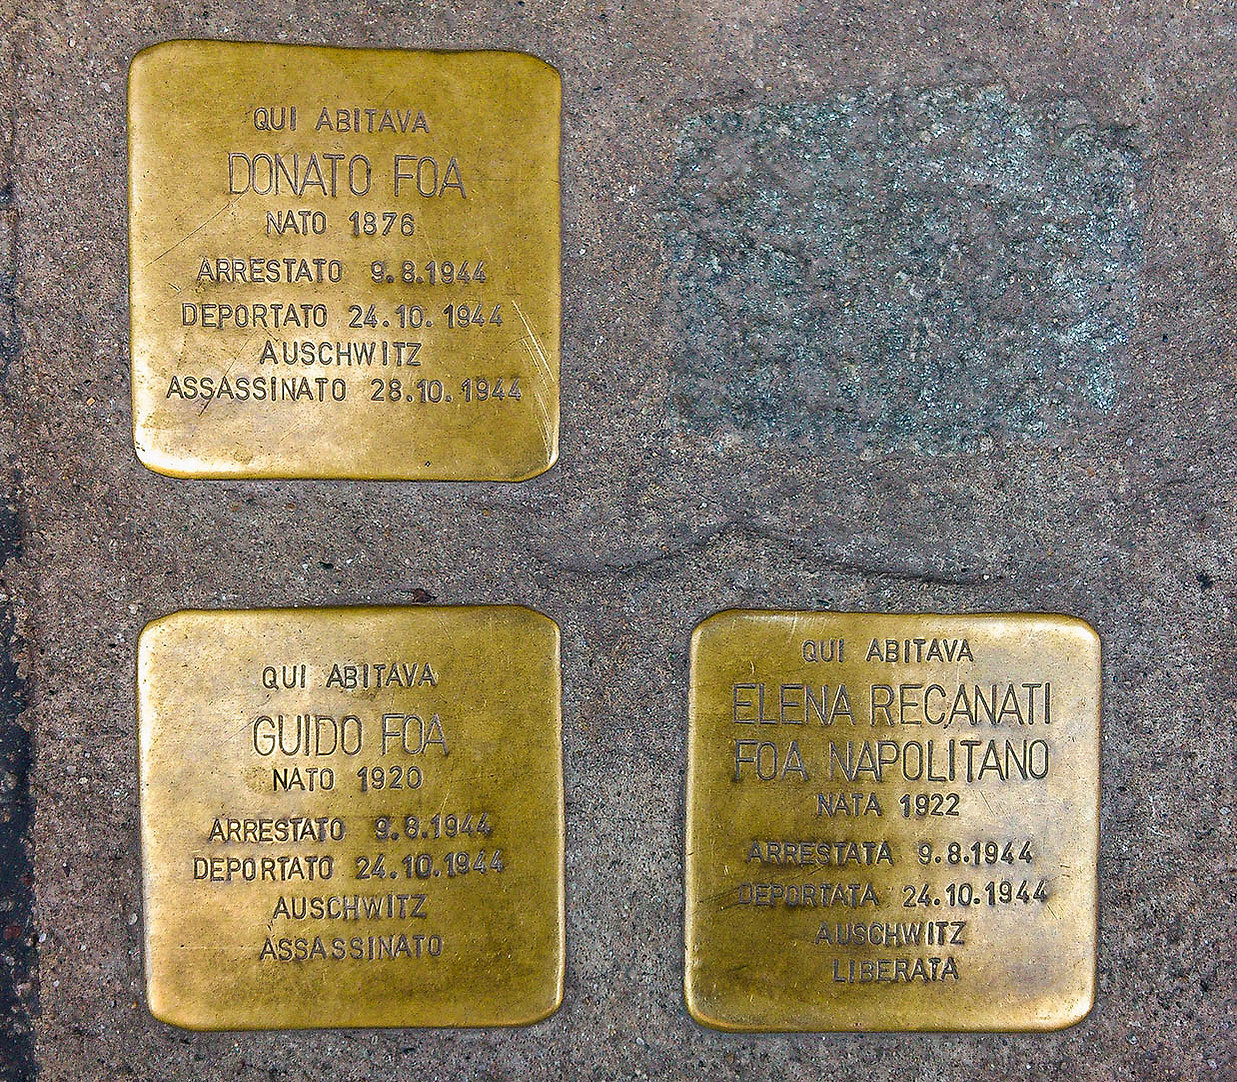 QUI ABITAVA
DONATO FOA
NATO 1876
ARRESTATO 9.8.1944
DEPORTATO 24.10.1944
AUSCHWITZ
ASSASSINATO 28.10.1944
QUI ABITAVA
GUIDO FOA
NATO 1920
ARRESTATO 9.8.1944
DEPORTATO 24.10.1944
AUSCHWITZ
ASSASSINATO
QUI ABITAVA
ELENA RECANATI
FOA NAPOLITANO
NATA 1922
ARRESTATA 9.8.1944
DEPORTATA 24.10.1944
AUSCHWITZ
LIBERATA